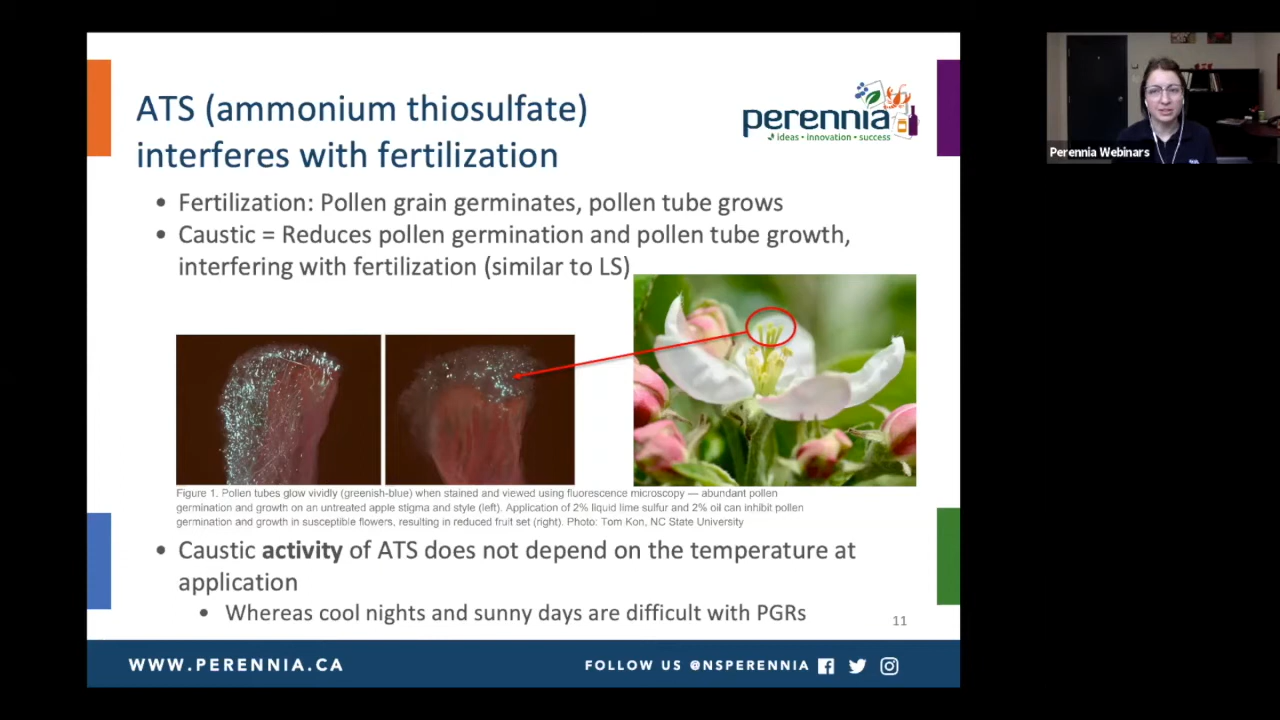 ATS (ammonium thiosulfate)
interferes with fertilization
perennia
ideas • innovation • success
Perennia Webinars
• Fertilization: Pollen grain germinates, pollen tube grows
• Caustic = Reduces pollen germination and pollen tube growth,
interfering with fertilization (similar to LS)
Figure 1. Pollen tubes glow vividly (greenish-blue) when stained and viewed using fluorescence microscopy — abundant pollen
germination and growth on an untreated apple stigma and style (left). Application of 2% liquid lime sulfur and 2% oil can inhibit pollen
germination and growth in susceptible flowers, resulting in reduced fruit set (right). Photo: Tom Kon, NC State University
• Caustic activity of ATS does not depend on the temperature at
application
• Whereas cool nights and sunny days are difficult with PGRs
11
WWW.PERENNIA.CA
FOLLOW US @NSPERENNIA